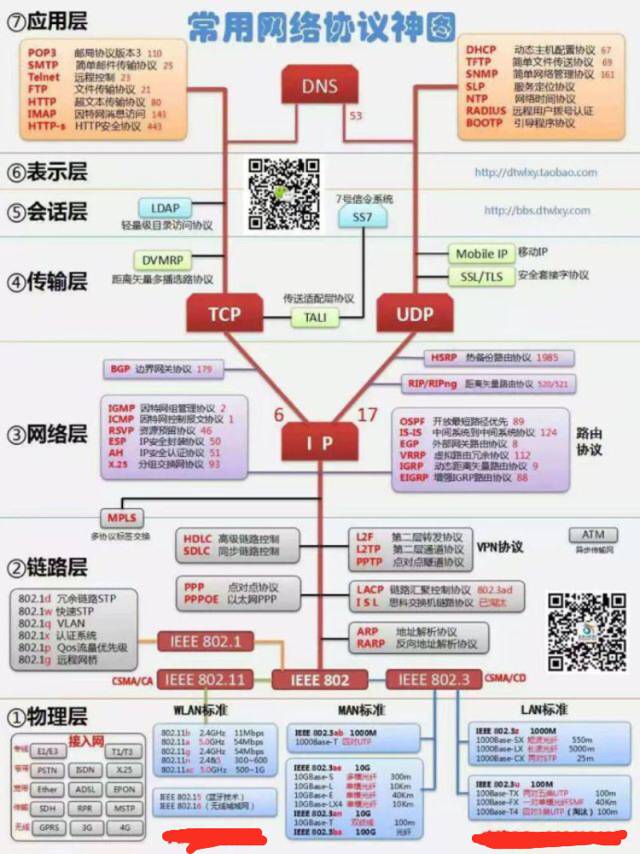 常用网络协议神图
⑦应用层
POP3 邮局协议版本3 110
SMTP 简单邮件传输协议 25
Telnet 远程控制 23
FTP 文件传输协议 21
HTTP 超文本传输协议 80
IMAP 因特网消息访问 143
HTTP-s HTTP安全协议 443
DNS
53
DHCP 动态主机配置协议 67
TFTP 简单文件传送协议 69
SNMP 简单网络管理协议 161
SLP 服务定位协议
NTP 网络时间协议
RADIUS 远程用户拨号认证
BOOTP 引导程序协议
⑥表示层
http://dtwlxy.taobao.com
⑤会话层
LDAP
轻量级目录访问协议
7号信令系统
SS7
http://bbs.dtwlxy.com
④传输层
DVMRP
距离矢量多播选路协议
Mobile IP 移动IP
SSL/TLS 安全套接字协议
TCP
传送适配层协议
TALI
UDP
BGP 边界网关协议 179
HSRP 热备份路由协议 1985
RIP/RIPng 距离矢量路由协议 520/521
③网络层
IGMP 因特网组管理协议 2
ICMP 因特网控制报文协议 1
RSVP 资源预留协议 46
ESP IP安全封装协议 50
AH IP安全认证协议 51
X.25 分组交换网协议 93
6
17
I P
OSPF 开放最短路径优先 89
IS-IS 中间系统到中间系统协议 124
EGP 外部网关协议 8
VRRP 虚拟路由冗余协议 112
IGRP 动态距离矢量路由协议 9
EIGRP 增强IGRP路由协议 88
路由
协议
MPLS
多协议标签交换
②链路层
HDLC 高级链路控制
SDLC 同步链路控制
L2F 第二层转发协议
L2TP 第二层通道协议
PPTP 点对点隧道协议
VPN协议
ATM
异步传输网
PPP 点对点协议
PPPOE 以太网PPP
LACP 链路汇聚控制协议 802.3ad
I S L 思科交换机链路协议 已淘汰
ARP 地址解析协议
RARP 反向地址解析协议
802.1d 冗余链路STP
802.1w 快速STP
802.1q VLAN
802.1x 认证系统
802.1p Qos流量优先级
802.1g 远程网桥
IEEE 802.1
CSMA/CA
IEEE 802.11
IEEE 802
IEEE 802.3
CSMA/CD
①物理层
接入网
专线 E1/E3 T1/T3
窄带 PSTN ISDN X.25
宽带 Ether ADSL EPON
传输 SDH RPR MSTP
无线 GPRS 3G 4G
WLAN标准
802.11b 2.4GHz 11Mbps
802.11a 5.0GHz 54Mbps
802.11g 2.4GHz 54Mbps
802.11n 2.4&5 300~600
802.11ac 5.0GHz 500~1G
IEEE 802.15 (蓝牙技术)
IEEE 802.16 (无线城域网)
MAN标准
IEEE 802.3ab 1000M
1000Base-T 四对UTP
IEEE 802.3ae
10GBase-S 多模光纤 300m
10GBase-L 单模光纤 10Km
10GBase-E 单模光纤 40Km
10GBase-LX4 单模光纤 10Km
IEEE 802.3an 10G
10GBase-T 双绞线 100m
IEEE 802.3ba 100G 光纤
LAN标准
IEEE 802.3z 1000M
1000Base-SX 短波光纤 550m
1000Base-LX 长波光纤 5000m
1000Base-CX 两对STP 25m
IEEE 802.3u 100M
100Base-TX 两对五类UTP 100m
100Base-FX 一对单模光纤SMF 40Km
100Base-T4 四对3类UTP (淘汰) 100m